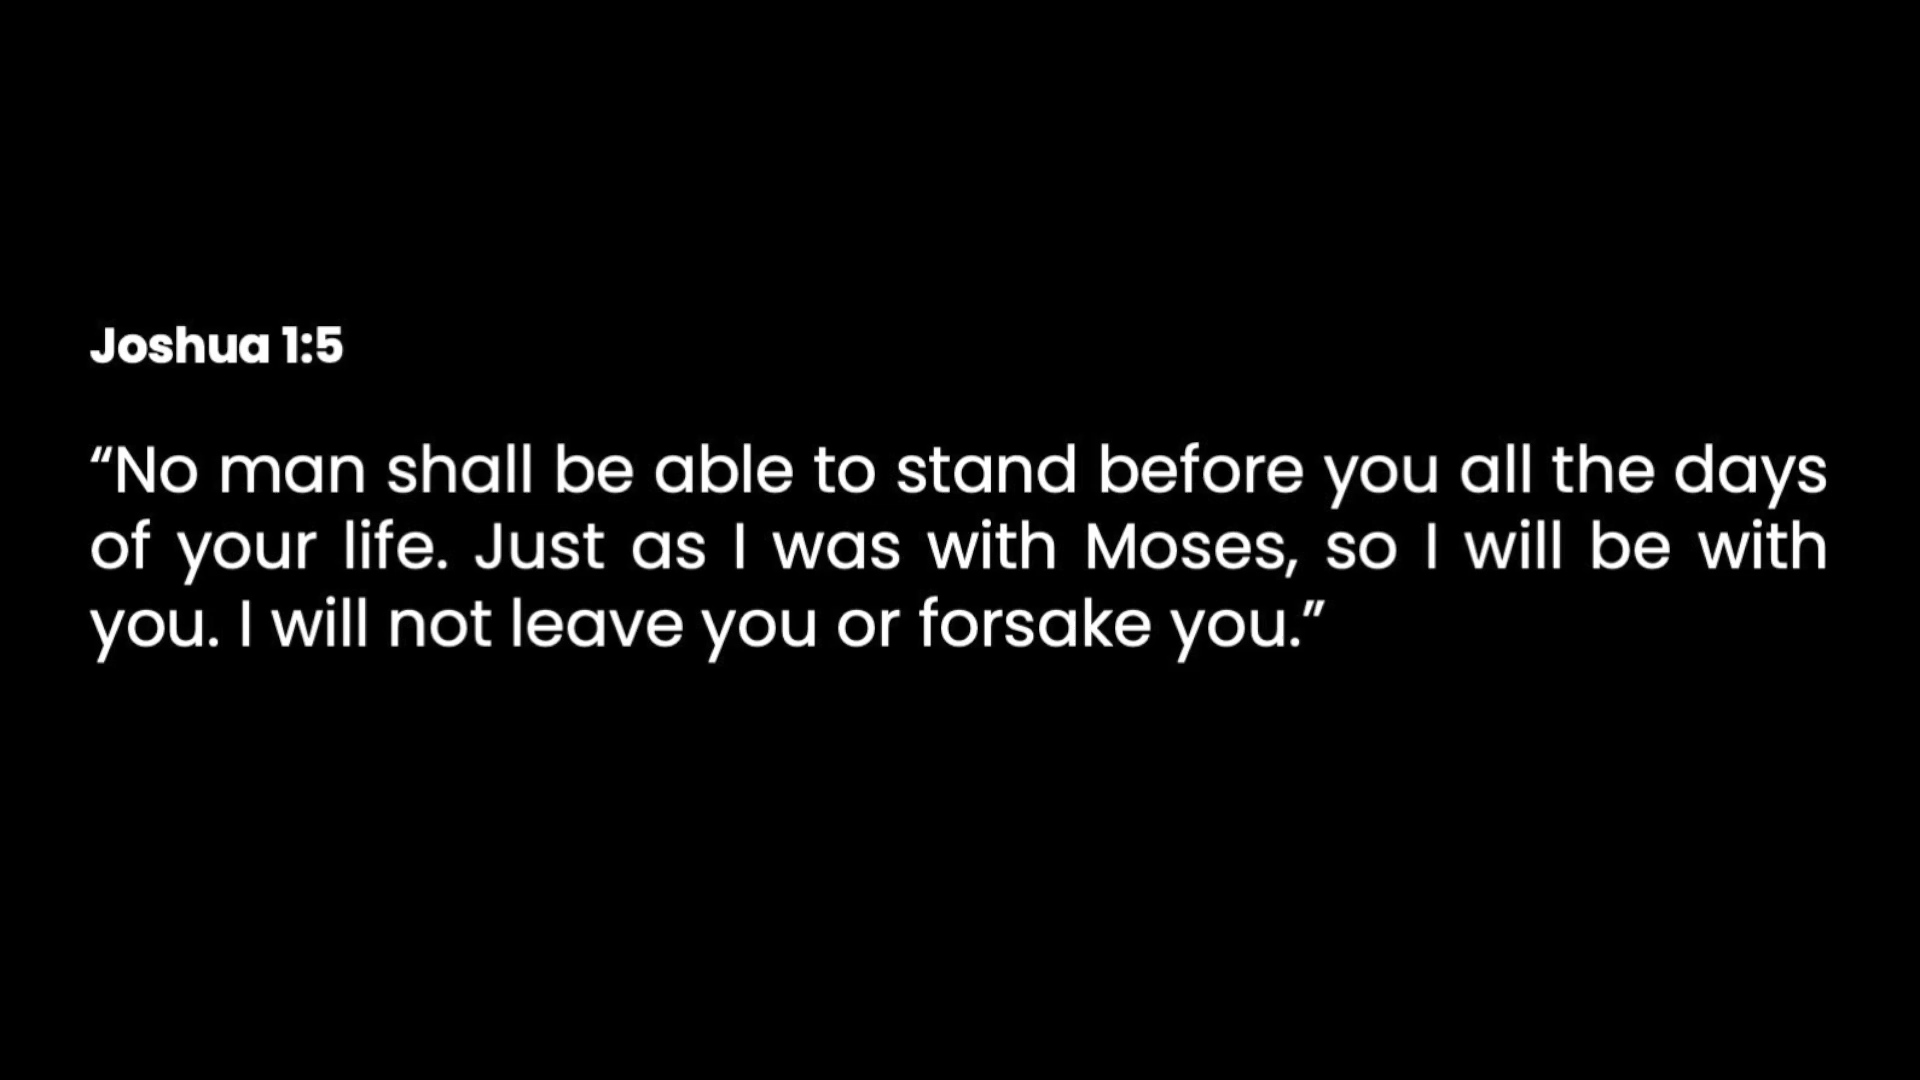 Joshua 1:5
“No man shall be able to stand before you all the days
of your life. Just as I was with Moses, so I will be with
you. I will not leave you or forsake you.”